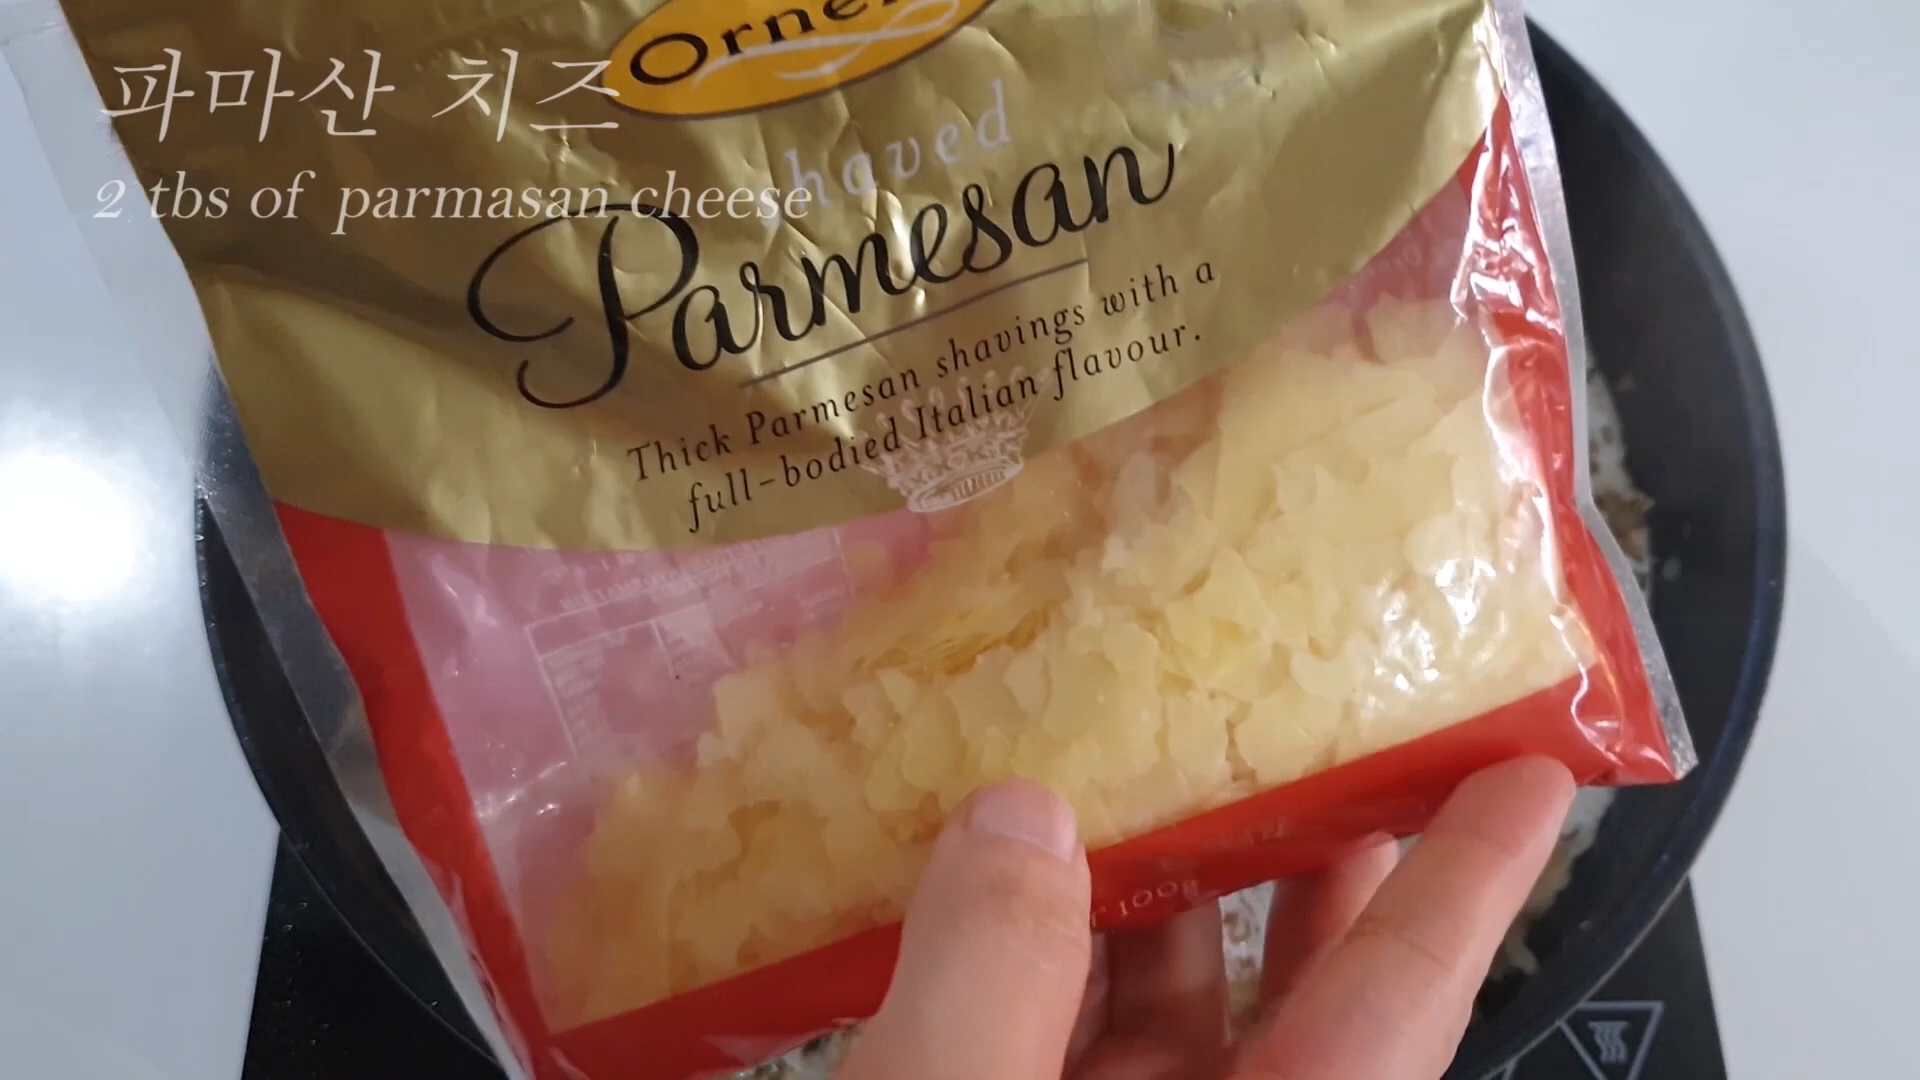 파마산 치즈
2 tbs of parmasan cheese
shaved
Parmesan
Thick Parmesan shavings with a
full-bodied Italian flavour.
100g